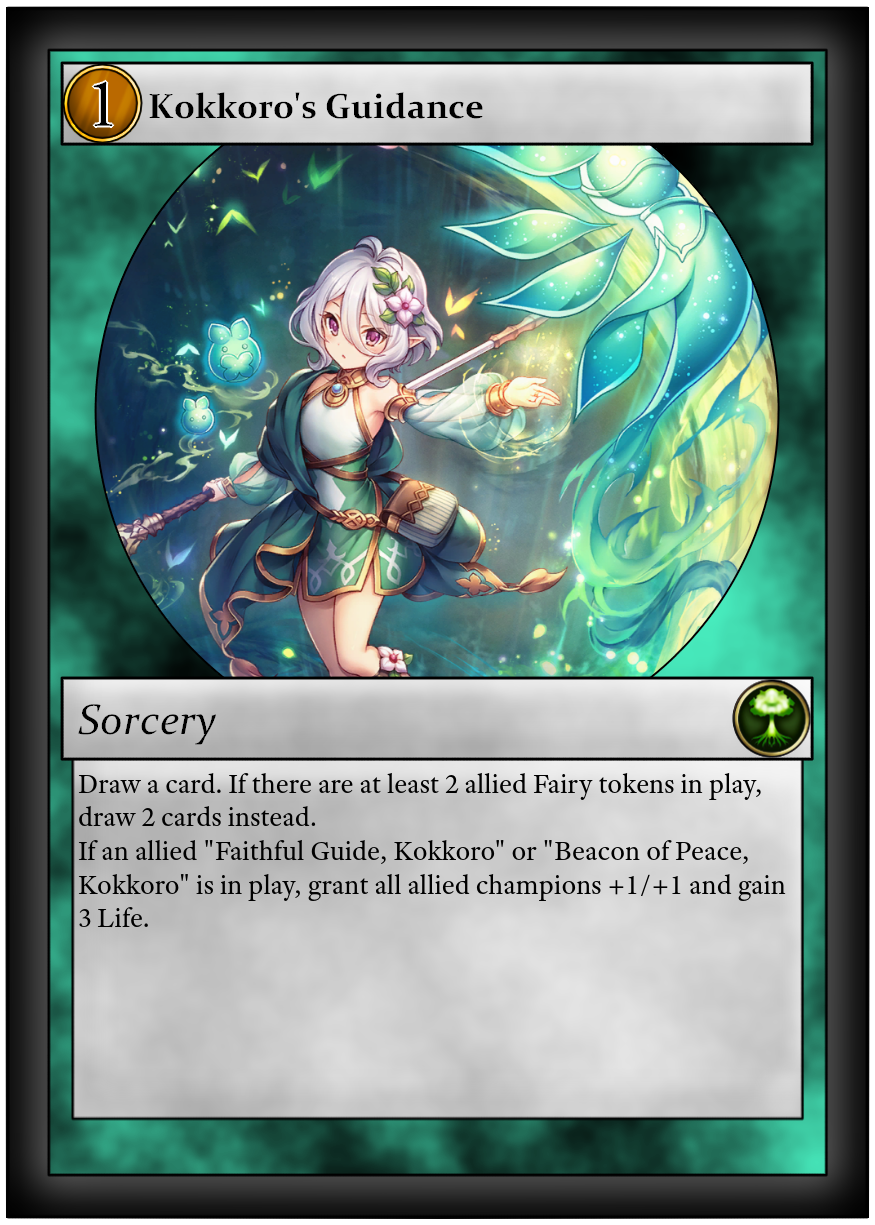 1 Kokkoro's Guidance
Sorcery
Draw a card. If there are at least 2 allied Fairy tokens in play,
draw 2 cards instead.
If an allied "Faithful Guide, Kokkoro" or "Beacon of Peace,
Kokkoro" is in play, grant all allied champions +1/+1 and gain
3 Life.